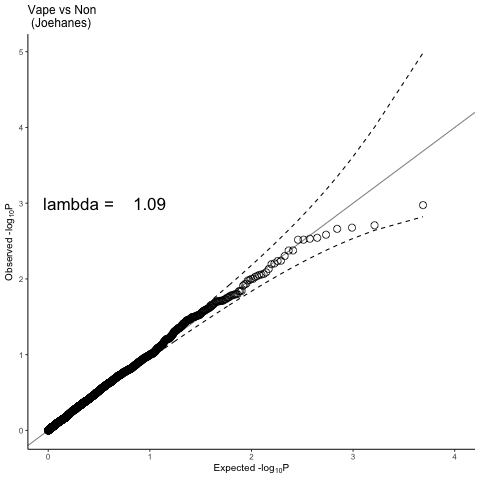 Vape vs Non
(Joehanes)
5
4
lambda = 1.09
3
Observed -log10P
2
1
0
0 1 2 3 4
Expected -log10P